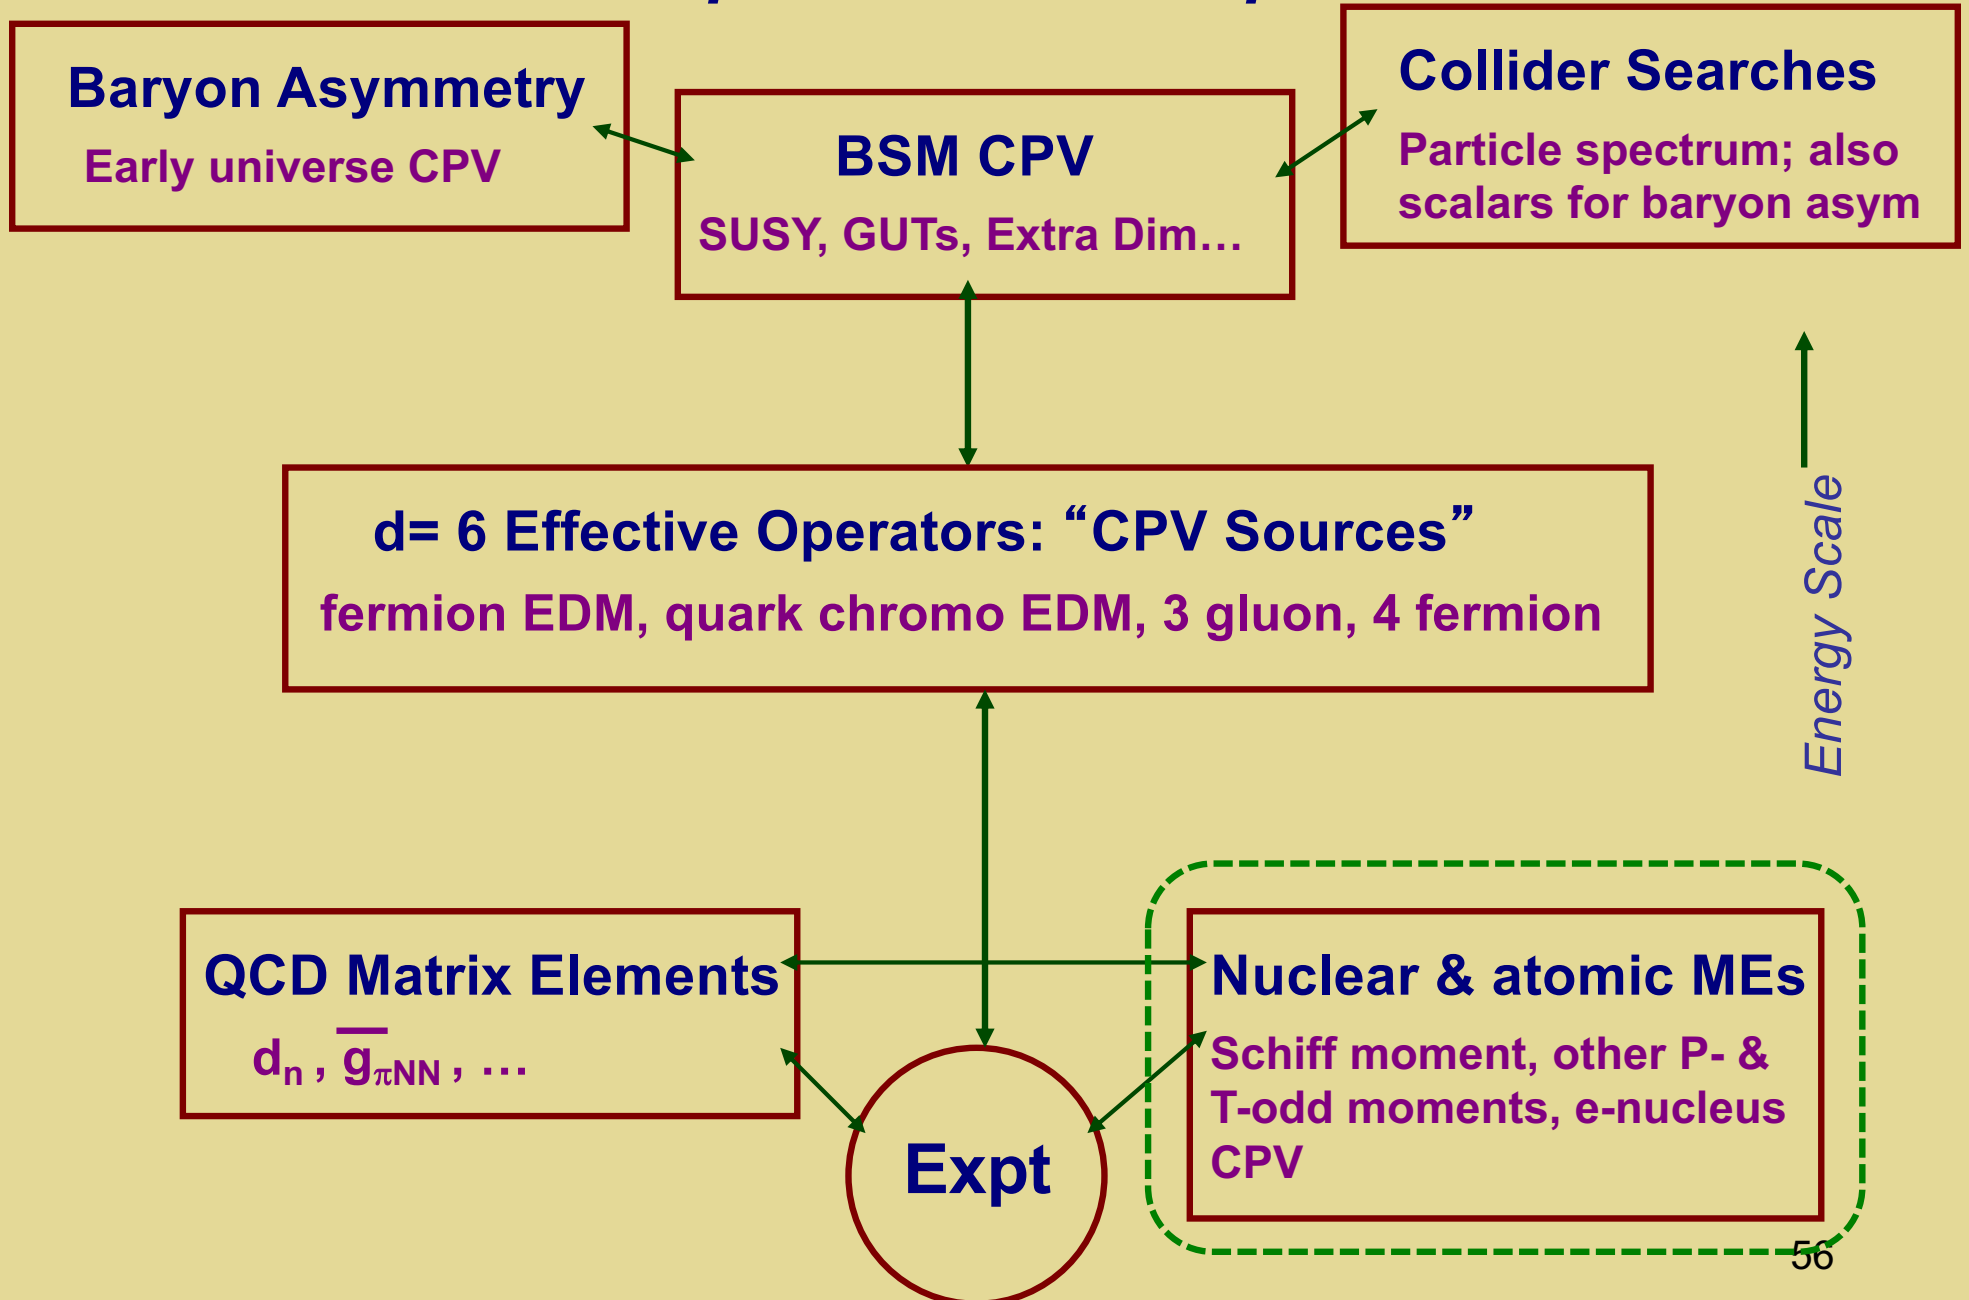 Baryon Asymmetry
Early universe CPV
BSM CPV
SUSY, GUTs, Extra Dim…
Collider Searches
Particle spectrum; also
scalars for baryon asym
d= 6 Effective Operators: “CPV Sources”
fermion EDM, quark chromo EDM, 3 gluon, 4 fermion
Energy Scale
QCD Matrix Elements
dₙ , g̅πNN , …
Nuclear & atomic MEs
Schiff moment, other P- &
T-odd moments, e-nucleus
CPV
Expt
56